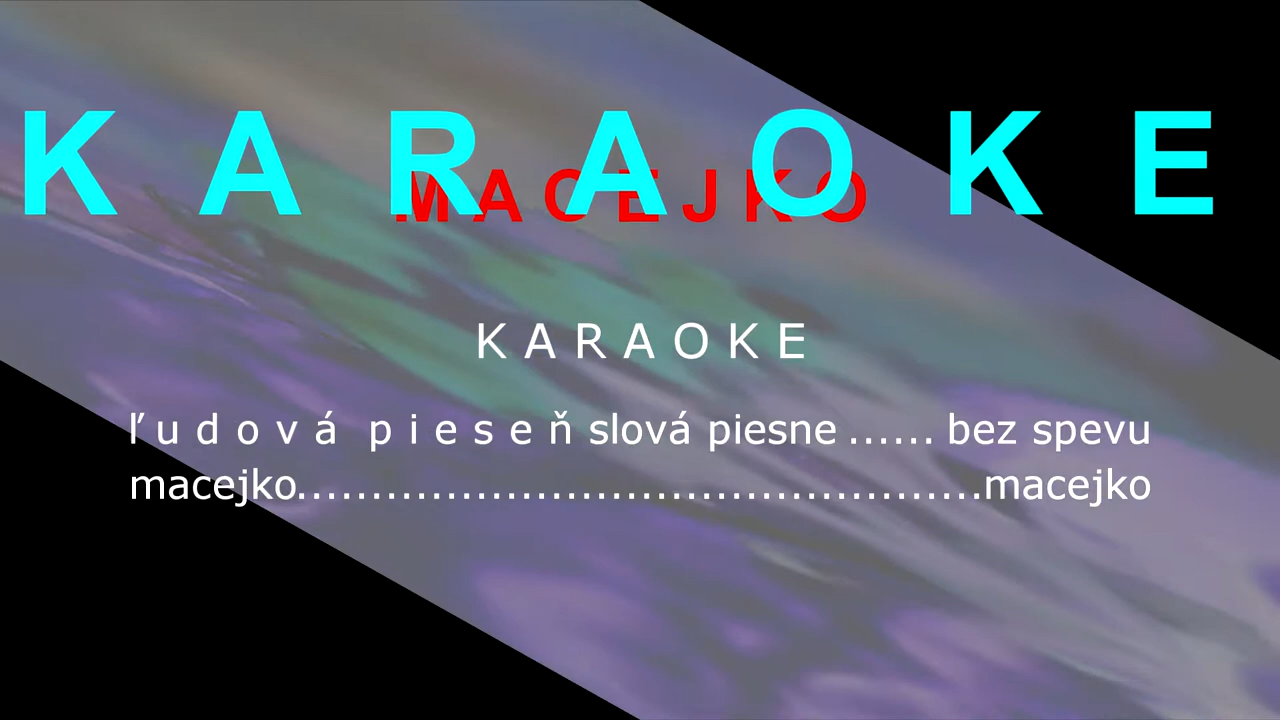 K A R A O K E
M A C E J K O
K A R A O K E
ľ u d o v á p i e s e ň slová piesne ...... bez spevu
macejko..............................................macejko